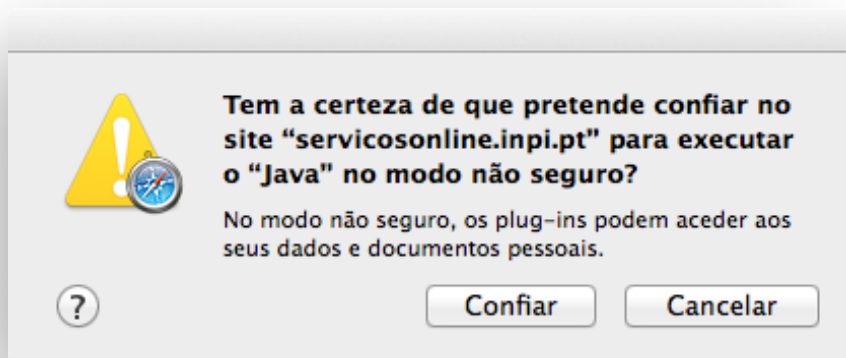 Tem a certeza de que pretende confiar no
site “servicosonline.inpi.pt” para executar
o “Java” no modo não seguro?
No modo não seguro, os plug-ins podem aceder aos
seus dados e documentos pessoais.
?
Confiar
Cancelar